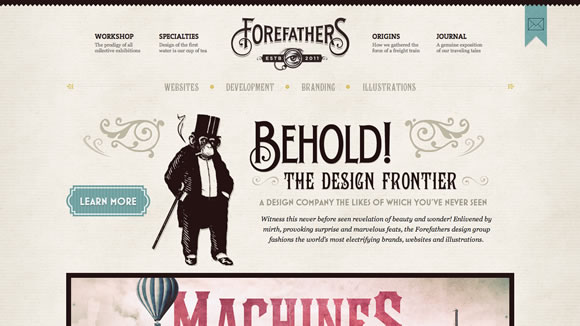 FOREFATHERS
ESTB 2011
WORKSHOP
The prodigy of all
collective exhibitions
SPECIALTIES
Design of the first
water is our cup of tea
ORIGINS
How we gathered the
form of a freight train
JOURNAL
A genuine exposition
of our traveling tales
WEBSITES
DEVELOPMENT
BRANDING
ILLUSTRATIONS
BEHOLD!
THE DESIGN FRONTIER
A DESIGN COMPANY THE LIKES OF WHICH YOU'VE NEVER SEEN
LEARN MORE
Witness this never before seen revelation of beauty and wonder! Enlivened by
mirth, provoking surprise and marvelous feats, the Forefathers design group
fashions the world's most electrifying brands, websites and illustrations.
MACHINES